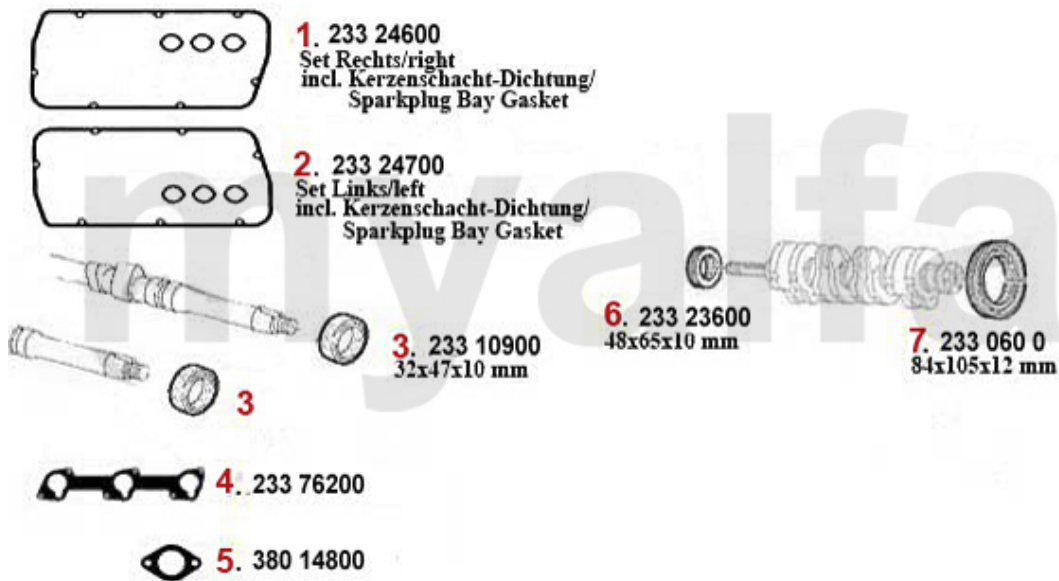 1. 233 24600
Set Rechts/right
incl. Kerzenschacht-Dichtung/
Sparkplug Bay Gasket
2. 233 24700
Set Links/left
incl. Kerzenschacht-Dichtung/
Sparkplug Bay Gasket
3. 233 10900
32x47x10 mm
3
4. 233 76200
5. 380 14800
6. 233 23600
48x65x10 mm
7. 233 060 0
84x105x12 mm
myalfa